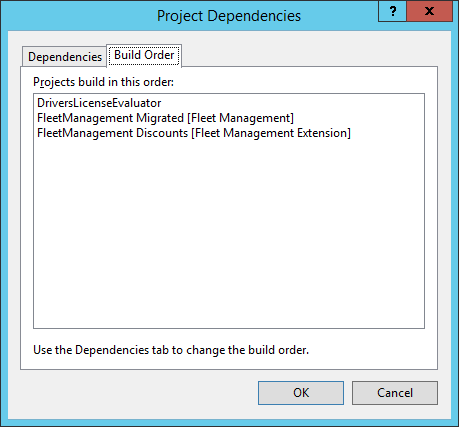 Project Dependencies
?
x
Dependencies
Build Order
Projects build in this order:
DriversLicenseEvaluator
FleetManagement Migrated [Fleet Management]
FleetManagement Discounts [Fleet Management Extension]
Use the Dependencies tab to change the build order.
OK
Cancel